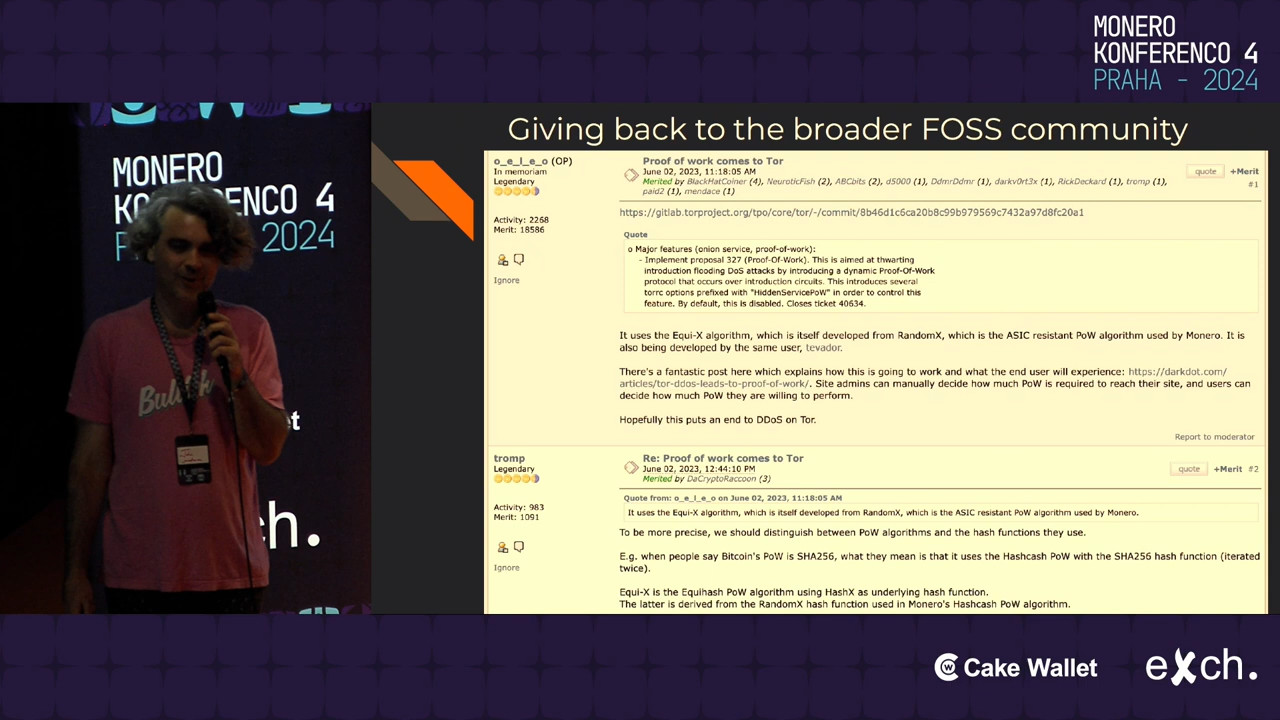 MONERO
KONFERENCO 4
PRAHA - 2024
MONERO
4
2024
Bul
et
ch.
Giving back to the broader FOSS community
o_e_l_e_o (OP)
In memoriam
Legendary
Activity: 2268
Merit: 18586
Ignore
Proof of work comes to Tor
June 02, 2023, 11:18:05 AM
Merited by BlackHatCoiner (4), NeuroticFish (2), ABCbits (2), d5000 (1), DdmrDdmr (1), darkv0rt3x (1), RickDeckard (1), tromp (1),
paid2 (1), mendace (1)
quote +Merit
#1
https://gitlab.torproject.org/tpo/core/tor/-/commit/8b46d1c6ca20b8c99b979569c7432a97d8fc20a1
Quote
o Major features (onion service, proof-of-work):
- Implement proposal 327 (Proof-Of-Work). This is aimed at thwarting
introduction flooding DoS attacks by introducing a dynamic Proof-Of-Work
protocol that occurs over introduction circuits. This introduces several
torrc options prefixed with "HiddenServicePoW" in order to control this
feature. By default, this is disabled. Closes ticket 40634.
It uses the Equi-X algorithm, which is itself developed from RandomX, which is the ASIC resistant PoW algorithm used by Monero. It is
also being developed by the same user, tevador.
There's a fantastic post here which explains how this is going to work and what the end user will experience: https://darkdot.com/
articles/tor-ddos-leads-to-proof-of-work/. Site admins can manually decide how much PoW is required to reach their site, and users can
decide how much PoW they are willing to perform.
Hopefully this puts an end to DDoS on Tor.
Report to moderator
tromp
Legendary
Activity: 983
Merit: 1091
Ignore
Re: Proof of work comes to Tor
June 02, 2023, 12:44:10 PM
Merited by DaCryptoRaccoon (3)
quote +Merit #2
Quote from: o_e_l_e_o on June 02, 2023, 11:18:05 AM
It uses the Equi-X algorithm, which is itself developed from RandomX, which is the ASIC resistant PoW algorithm used by Monero.
To be more precise, we should distinguish between PoW algorithms and the hash functions they use.
E.g. when people say Bitcoin's PoW is SHA256, what they mean is that it uses the Hashcash PoW with the SHA256 hash function (iterated
twice).
Equi-X is the Equihash PoW algorithm using HashX as underlying hash function.
The latter is derived from the RandomX hash function used in Monero's Hashcash PoW algorithm.
Cake Wallet
eXch.